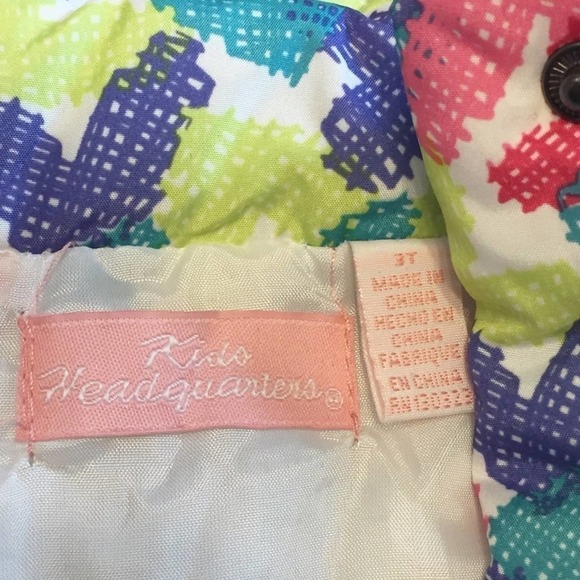 Kids
Headquarters
3T
MADE IN
CHINA
HECHO EN
CHINA
FABRIQUE
EN CHINA